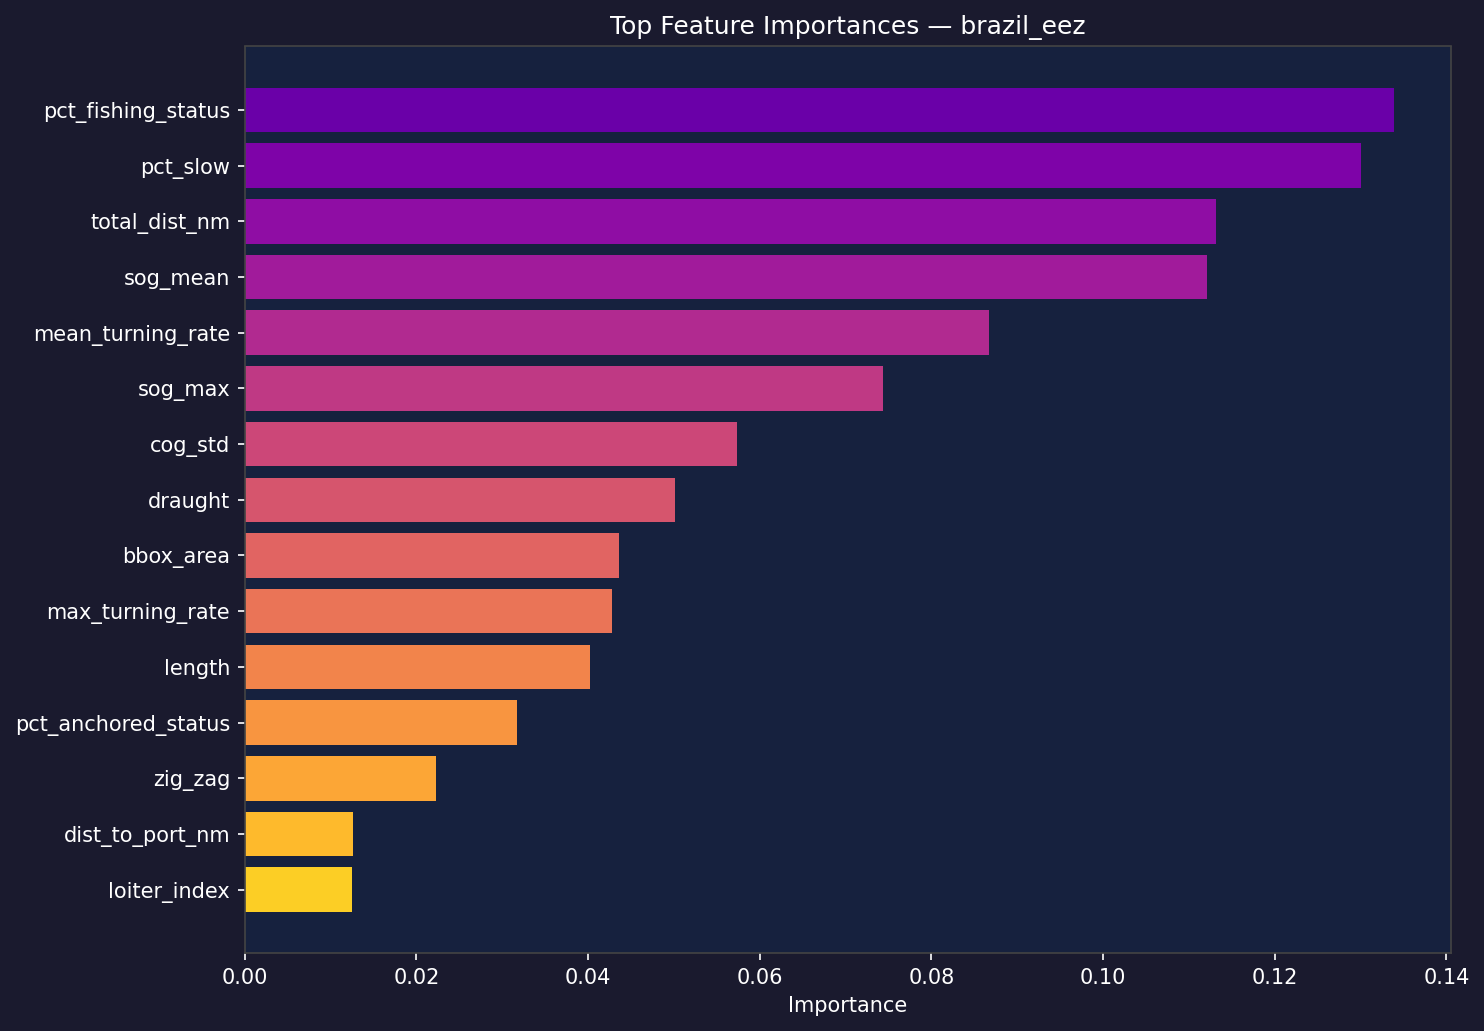 Top Feature Importances — brazil_eez
pct_fishing_status
pct_slow
total_dist_nm
sog_mean
mean_turning_rate
sog_max
cog_std
draught
bbox_area
max_turning_rate
length
pct_anchored_status
zig_zag
dist_to_port_nm
loiter_index
0.00 0.02 0.04 0.06 0.08 0.10 0.12 0.14
Importance